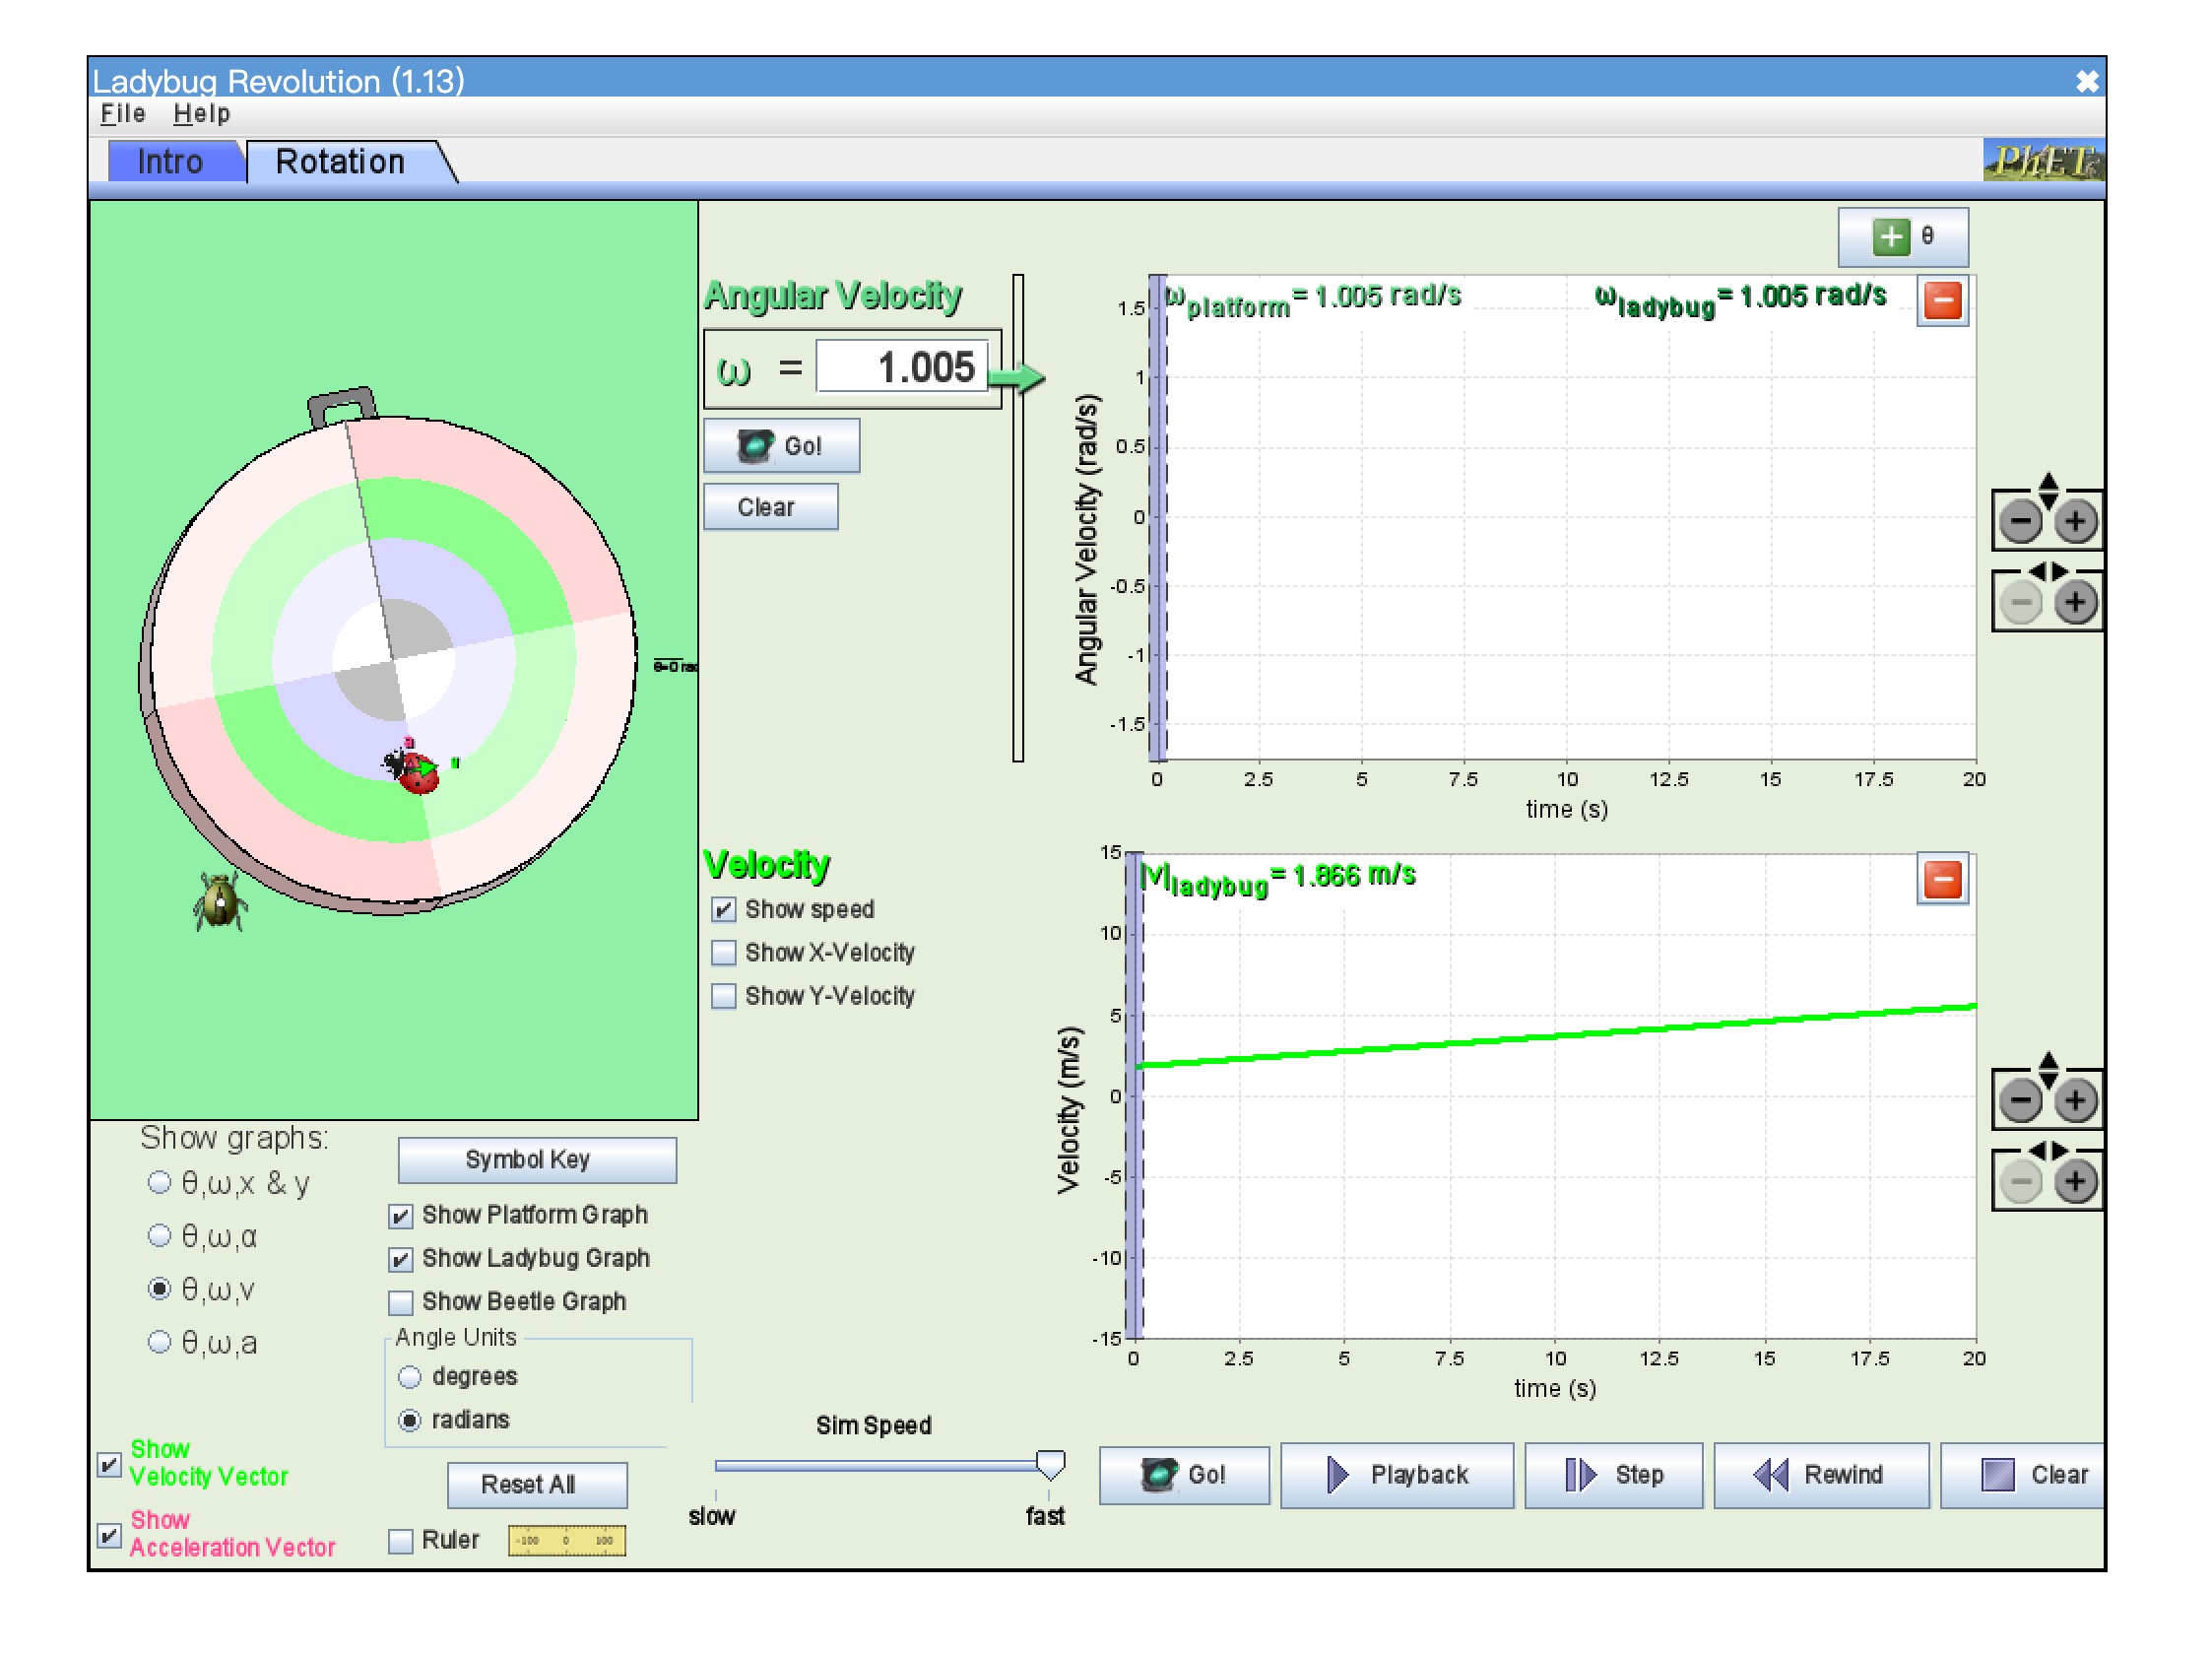 Ladybug Revolution (1.13)
File Help
Intro Rotation
PhET
θ
Angular Velocity
ω = 1.005
Go!
Clear
θ=0 rad
a
v
ωplatform= 1.005 rad/s ωladybug= 1.005 rad/s
1.5
1
0.5
0
-0.5
-1
-1.5
Angular Velocity (rad/s)
0 2.5 5 7.5 10 12.5 15 17.5 20
time (s)
Velocity
Show speed
Show X-Velocity
Show Y-Velocity
|v|ladybug= 1.866 m/s
15
10
5
0
-5
-10
-15
Velocity (m/s)
0 2.5 5 7.5 10 12.5 15 17.5 20
time (s)
Show graphs:
θ,ω,x & y
θ,ω,α
θ,ω,v
θ,ω,a
Symbol Key
Show Platform Graph
Show Ladybug Graph
Show Beetle Graph
Angle Units
degrees
radians
Show
Velocity Vector
Show
Acceleration Vector
Reset All
Ruler
-100 0 100
Sim Speed
slow fast
Go! Playback Step Rewind Clear